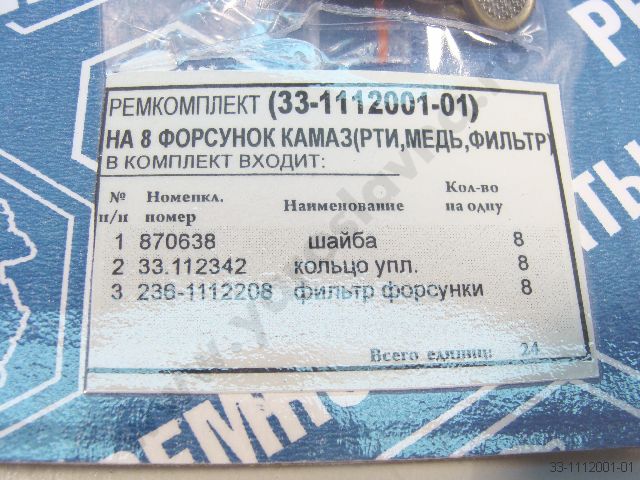 РЕМКОМПЛЕКТ (33-1112001-01)
НА 8 ФОРСУНОК КАМАЗ(РТИ,МЕДЬ,ФИЛЬТР)
В КОМПЛЕКТ ВХОДИТ:
№ п/п Номенкл. номер Наименование Кол-во на одну
1 870638 шайба 8
2 33.112342 кольцо упл. 8
3 236-1112208 фильтр форсунки 8
Всего единиц: 24
РЕМНО
33-1112001-01